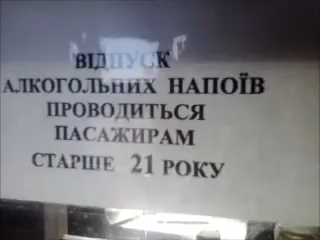 ВІДПУСК
АЛКОГОЛЬНИХ НАПОЇВ
ПРОВОДИТЬСЯ
ПАСАЖИРАМ
СТАРШЕ 21 РОКУ